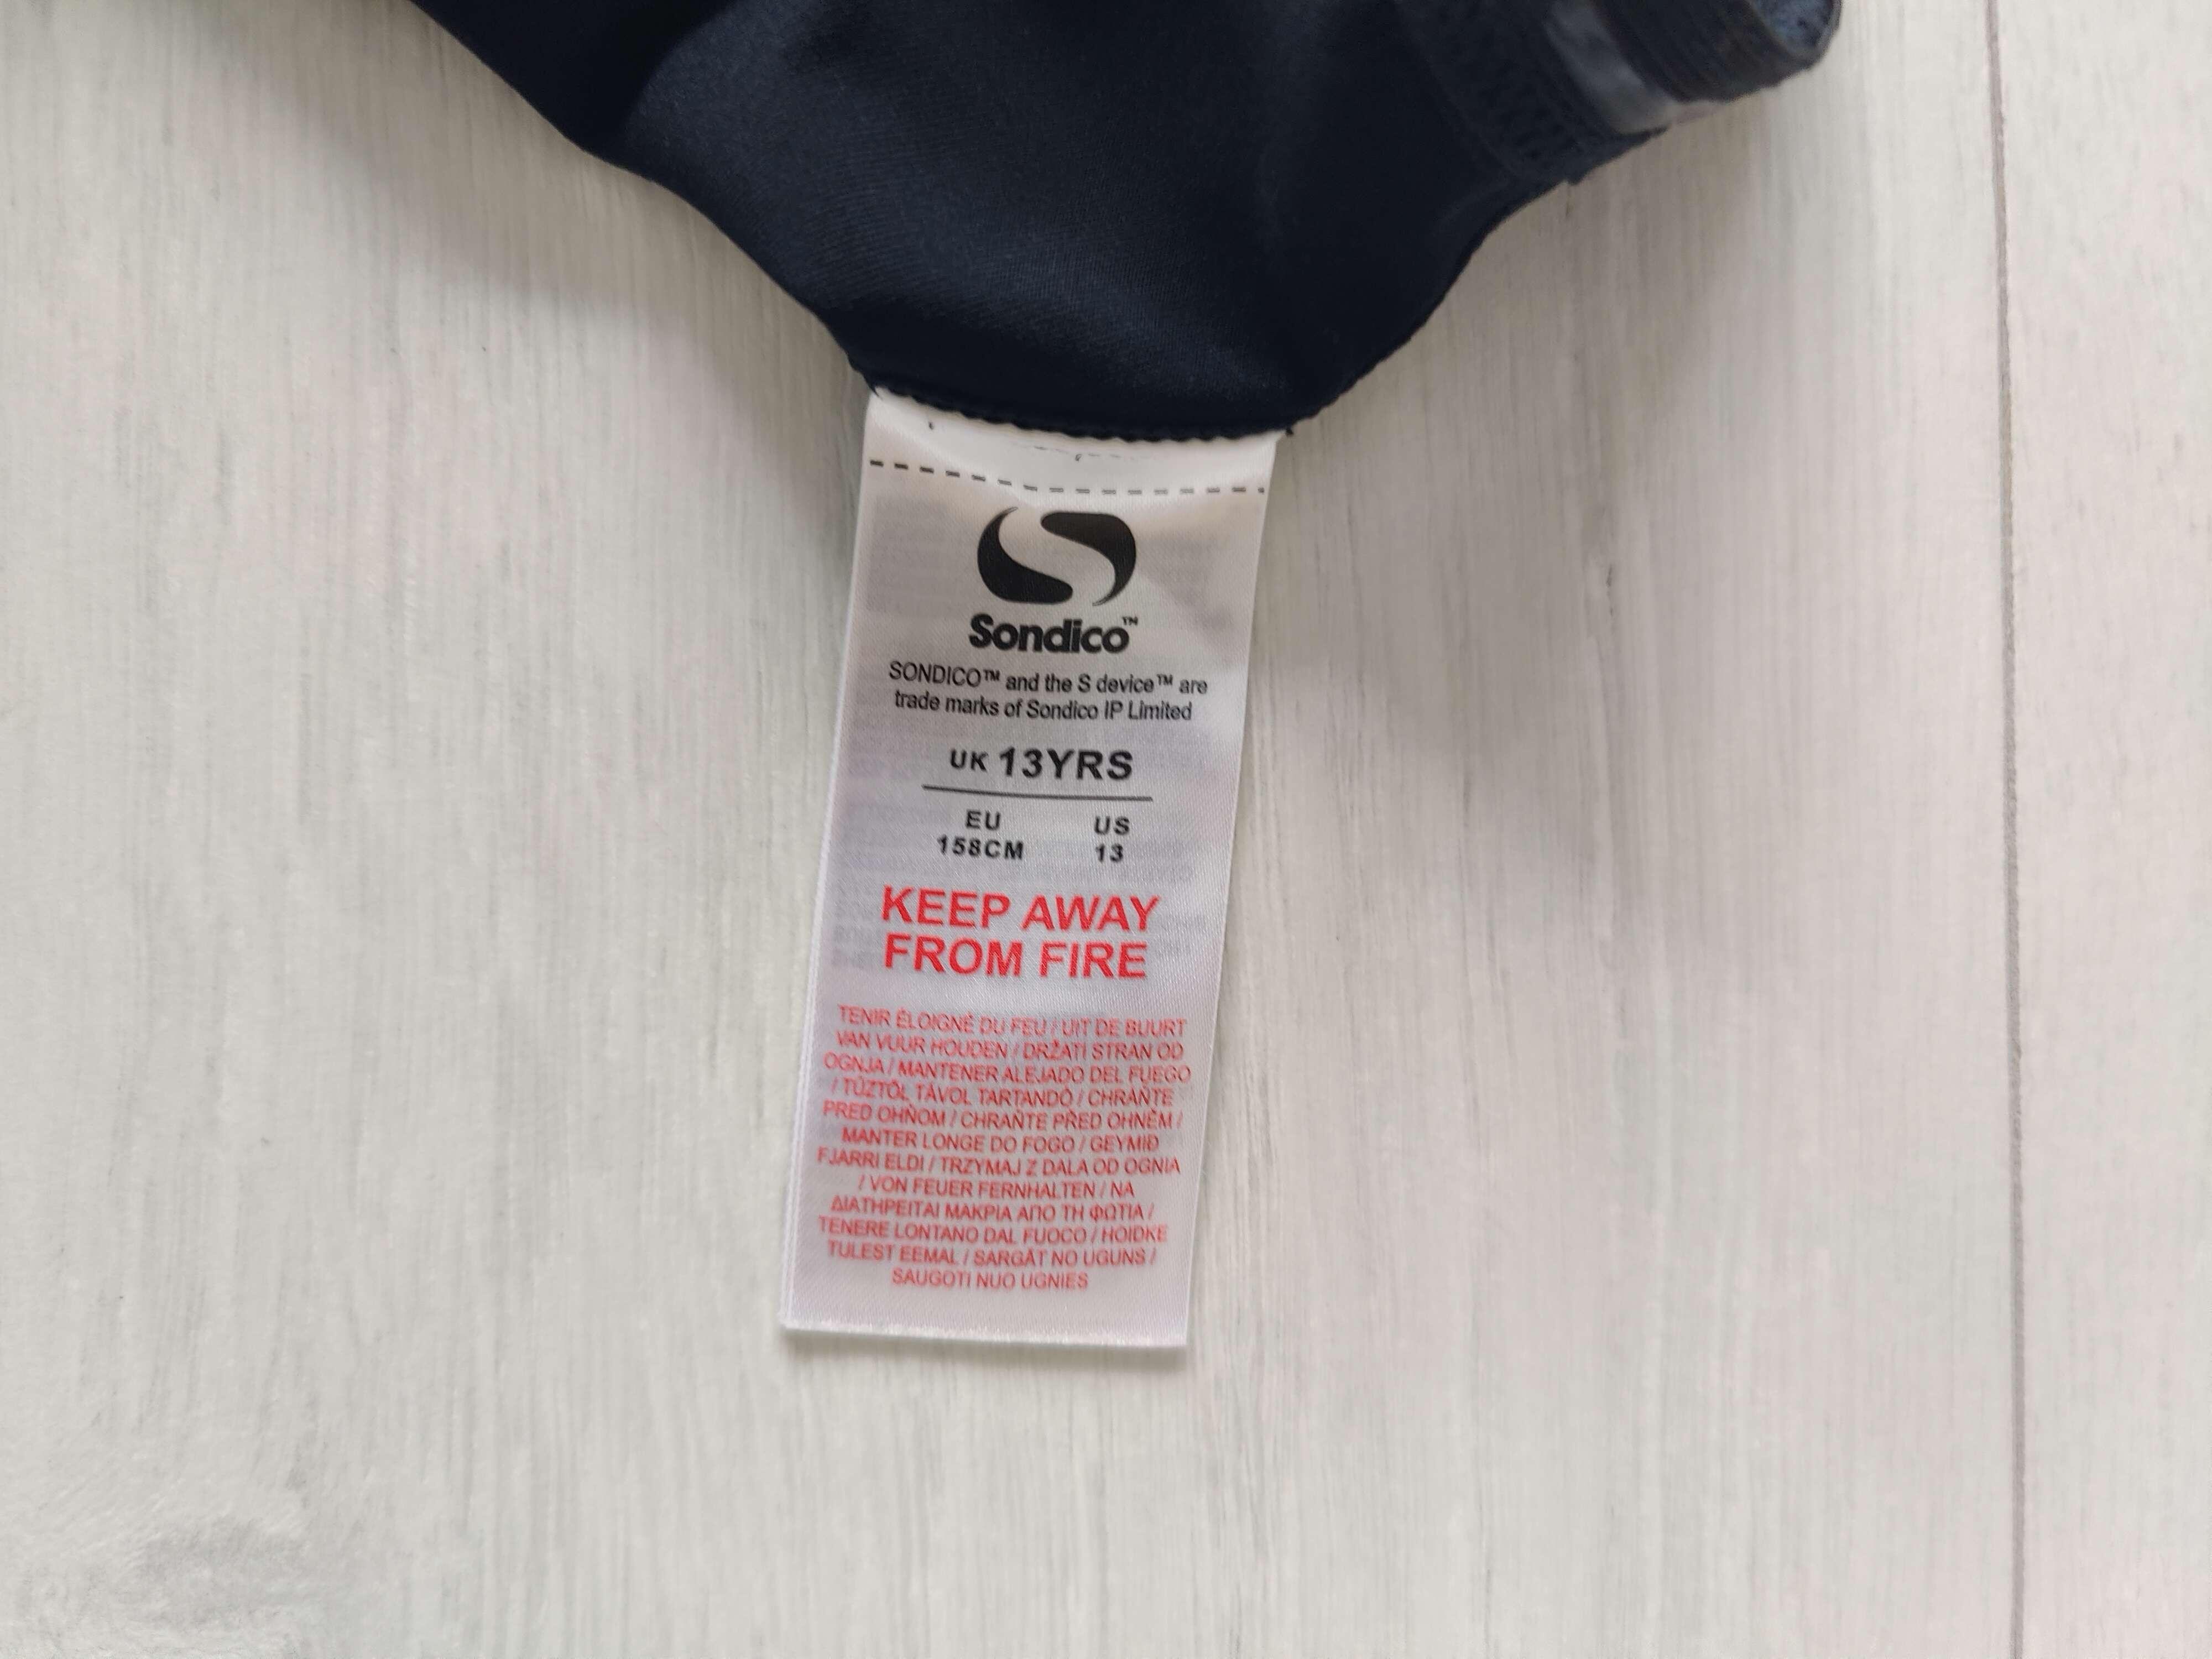 Sondico™
SONDICO™ and the S device™ are
trade marks of Sondico IP Limited
UK 13YRS
EU US
158CM 13
KEEP AWAY
FROM FIRE
TENIR ÉLOIGNÉ DU FEU / UIT DE BUURT
VAN VUUR HOUDEN / DRŽATI STRAN OD
OGNJA / MANTENER ALEJADO DEL FUEGO
/ TŰZTŐL TÁVOL TARTANDÓ / CHRÁŇTE
PRED OHŇOM / CHRAŇTE PŘED OHNĚM /
MANTER LONGE DO FOGO / GEYMIÐ
FJARRI ELDI / TRZYMAJ Z DALA OD OGNIA
/ VON FEUER FERNHALTEN / NA
ΔΙΑΤΗΡΕΙΤΑΙ ΜΑΚΡΙΑ ΑΠΟ ΤΗ ΦΩΤΙΑ /
TENERE LONTANO DAL FUOCO / HOIDKE
TULEST EEMAL / SARGĀT NO UGUNS /
SAUGOTI NUO UGNIES